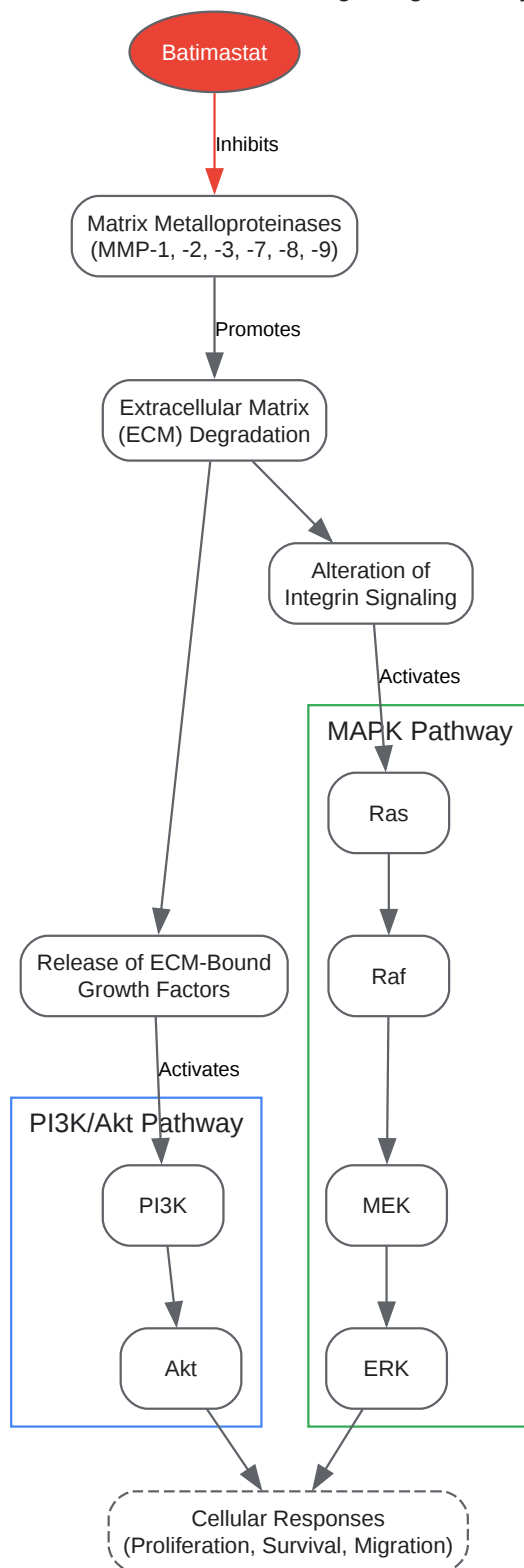 Batimastat
Inhibits
Matrix Metalloproteinases
(MMP-1, -2, -3, -7, -8, -9)
Promotes
Extracellular Matrix
(ECM) Degradation
Alteration of
Integrin Signaling
Activates
MAPK Pathway
Ras
Release of ECM-Bound
Growth Factors
Raf
Activates
PI3K/Akt Pathway
PI3K
MEK
Akt
ERK
Cellular Responses
(Proliferation, Survival, Migration)